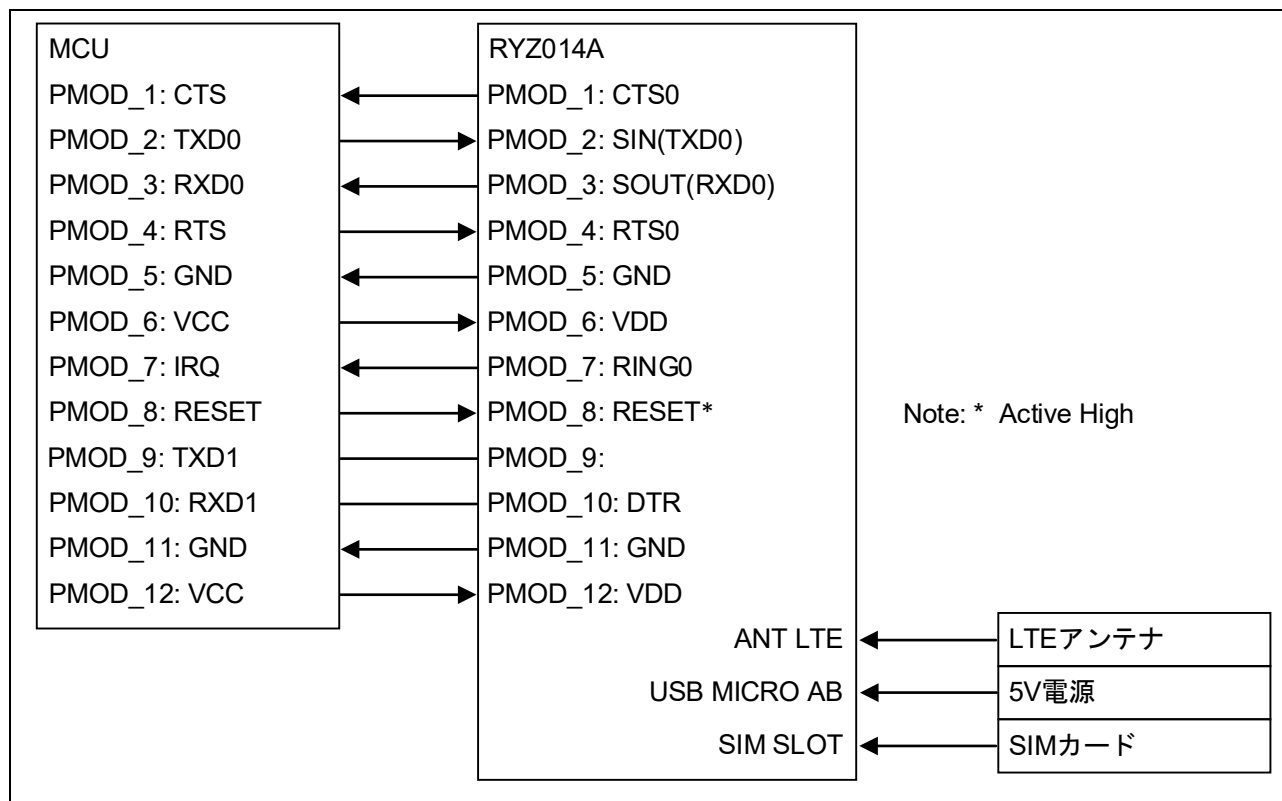 MCU
PMOD_1: CTS
PMOD_2: TXD0
PMOD_3: RXD0
PMOD_4: RTS
PMOD_5: GND
PMOD_6: VCC
PMOD_7: IRQ
PMOD_8: RESET
PMOD_9: TXD1
PMOD_10: RXD1
PMOD_11: GND
PMOD_12: VCC
RYZ014A
PMOD_1: CTS0
PMOD_2: SIN(TXD0)
PMOD_3: SOUT(RXD0)
PMOD_4: RTS0
PMOD_5: GND
PMOD_6: VDD
PMOD_7: RING0
PMOD_8: RESET*
PMOD_9:
PMOD_10: DTR
PMOD_11: GND
PMOD_12: VDD
ANT LTE
USB MICRO AB
SIM SLOT
Note: * Active High
LTEアンテナ
5V電源
SIMカード